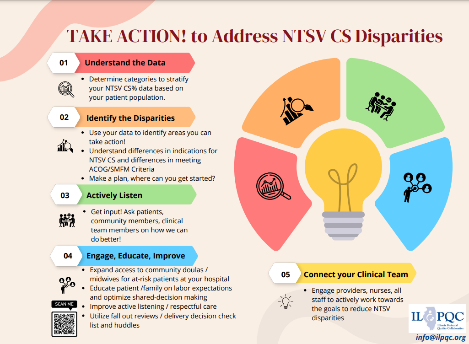 TAKE ACTION! to Address NTSV CS Disparities
01 Understand the Data
• Determine categories to stratify
your NTSV CS% data based on
your patient population.
02 Identify the Disparities
• Use your data to identify areas you can
take action!
• Understand differences in indications for
NTSV CS and differences in meeting
ACOG/SMFM Criteria
• Make a plan, where can you get started?
03 Actively Listen
• Get input! Ask patients,
community members, clinical
team members on how we can
do better!
04 Engage, Educate, Improve
• Expand access to community doulas /
midwives for at-risk patients at your hospital
• Educate patient /family on labor expectations
and optimize shared-decision making
• Improve active listening / respectful care
• Utilize fall out reviews / delivery decision check
list and huddles
SCAN ME
05 Connect your Clinical Team
• Engage providers, nurses, all
staff to actively work towards
the goals to reduce NTSV
disparities
ILPQC
info@ilpqc.org